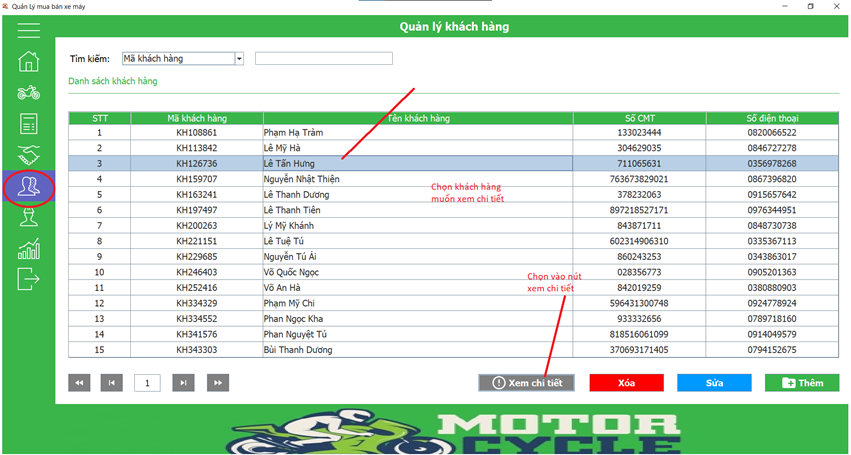 Quản Lý mua bán xe máy
Quản lý khách hàng
Tìm kiếm: Mã khách hàng
Danh sách khách hàng
STT Mã khách hàng Tên khách hàng Số CMT Số điện thoại
1 KH108861 Phạm Hạ Tràm 133023444 0820066522
2 KH113842 Lê Mỹ Hà 304629035 0846727278
3 KH126736 Lê Tấn Hưng 711065631 0356978268
4 KH159707 Nguyễn Nhật Thiện 763673829021 0867396820
5 KH163241 Lê Thanh Dương 378232063 0915657642
6 KH197497 Lê Thanh Tiên 897218527171 0976344951
7 KH200263 Lý Mỹ Khánh 843871711 0848730738
8 KH221151 Lê Tuệ Tú 602314906310 0335367113
9 KH229685 Nguyễn Tú Ái 860243253 0343863017
10 KH246403 Võ Quốc Ngọc 028356773 0905201363
11 KH252416 Võ An Hà 842019259 0380880903
12 KH334329 Phạm Mỹ Chi 596431300748 0924778924
13 KH334552 Phan Ngọc Kha 933332656 0789718160
14 KH341576 Phan Nguyệt Tú 818516061099 0914049579
15 KH343303 Bùi Thanh Dương 370693171405 0794152675
Chọn khách hàng
muốn xem chi tiết
Chọn vào nút
xem chi tiết
1 Xem chi tiết Xóa Sửa Thêm
MOTOR
CYCLE